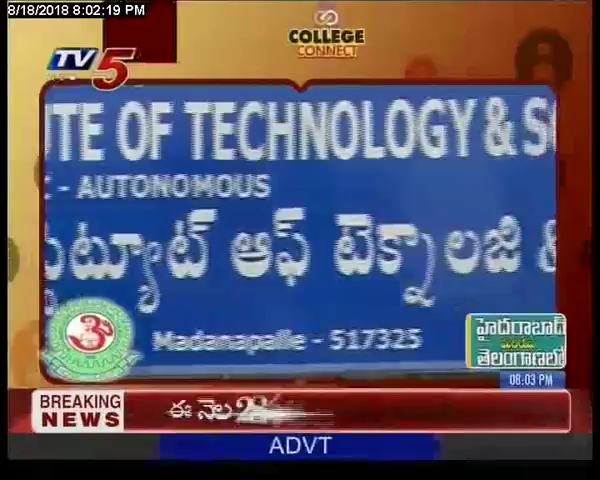 8/18/2018 8:02:19 PM
COLLEGE
CONNECT
TV5
TE OF TECHNOLOGY & S
- AUTONOMOUS
ట్యూట్ ఆఫ్ టెక్నాలజి &
Madanapalle - 517325
హైదరాబాద్
తెలంగాణలో
08:03 PM
BREAKING
NEWS
ఈ నెల
ADVT